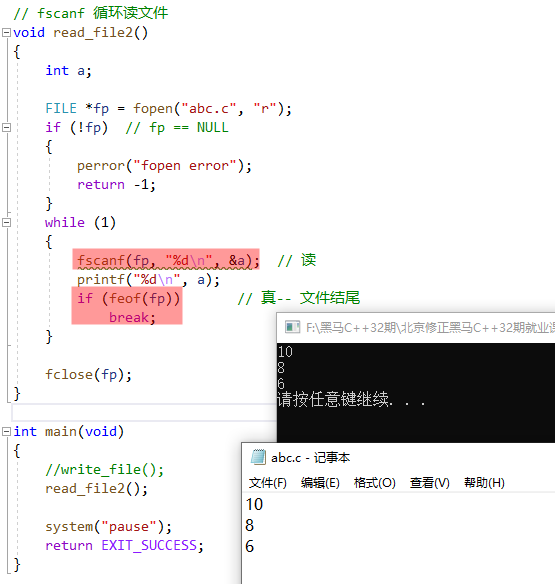 // fscanf 循环读文件
void read_file2()
{
    int a;
    FILE *fp = fopen("abc.c", "r");
    if (!fp)  // fp == NULL
    {
        perror("fopen error");
        return -1;
    }
    while (1)
    {
        fscanf(fp, "%d\n", &a);  // 读
        printf("%d\n", a);
        if (feof(fp))       // 真-- 文件结尾
            break;
    }
    fclose(fp);
}
int main(void)
{
    //write_file();
    read_file2();
    system("pause");
    return EXIT_SUCCESS;
}
F:\黑马C++32期\北京修正黑马C++32期就业课
10
8
6
请按任意键继续. . .
abc.c - 记事本
文件(F)  编辑(E)  格式(O)  查看(V)  帮助(H)
10
8
6